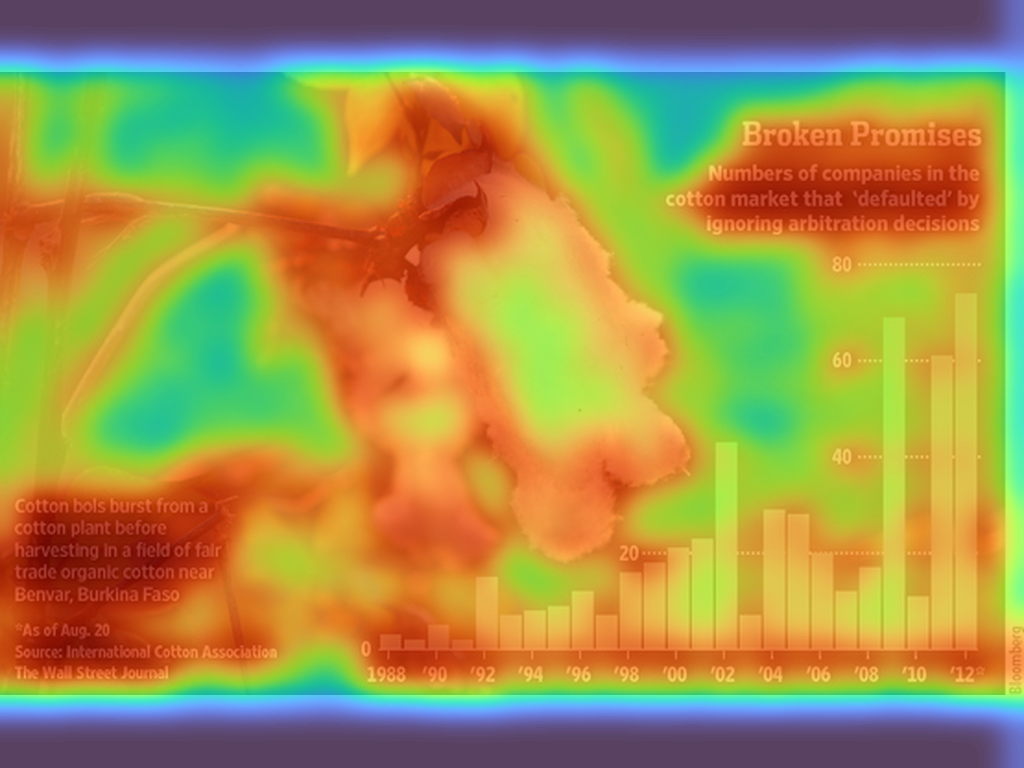 Broken Promises
Numbers of companies in the
cotton market that 'defaulted' by
ignoring arbitration decisions
80
60
40
20
0
1988 '90 '92 '94 '96 '98 '00 '02 '04 '06 '08 '10 '12*
Cotton bols burst from a
cotton plant before
harvesting in a field of fair
trade organic cotton near
Benvar, Burkina Faso
*As of Aug. 20
Source: International Cotton Association
The Wall Street Journal
Bloomberg